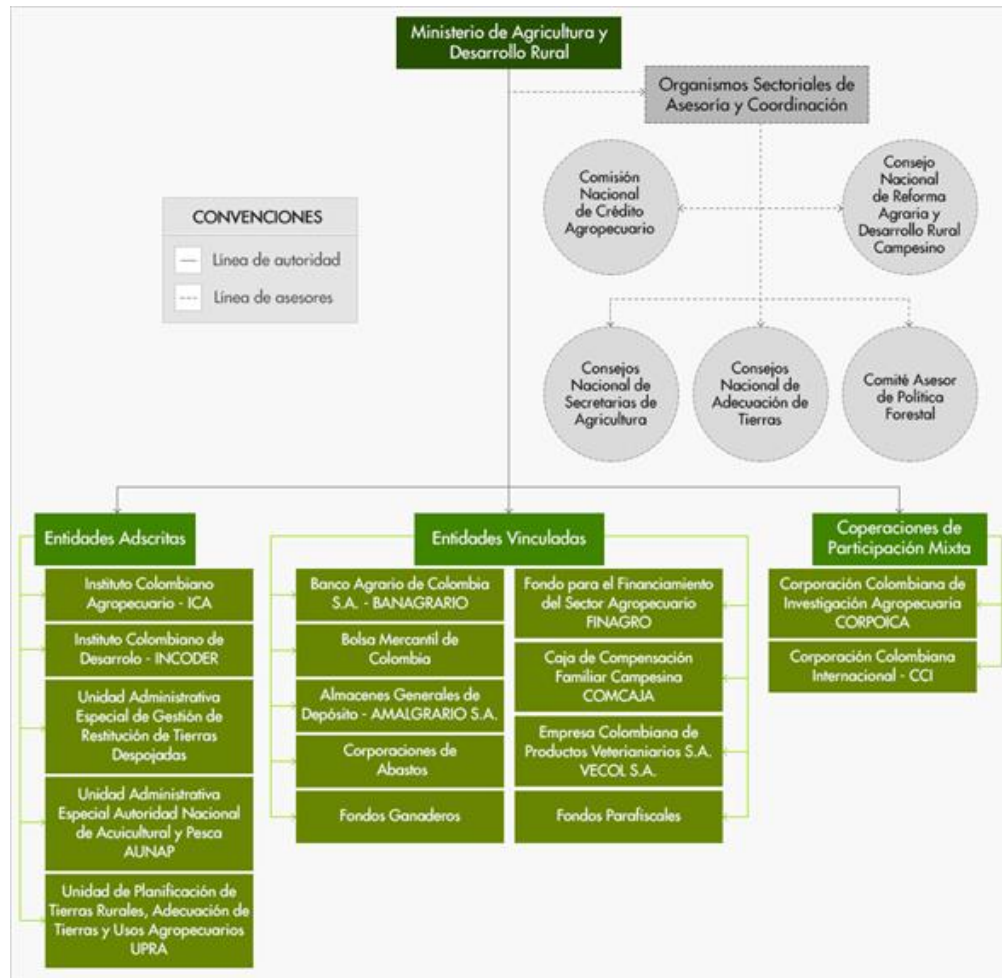 Ministerio de Agricultura y
Desarrollo Rural
Organismos Sectoriales de
Asesoría y Coordinación
Comisión
Nacional
de Crédito
Agropecuario
Consejo
Nacional
de Reforma
Agraria y
Desarrollo Rural
Campesino
CONVENCIONES
Línea de autoridad
Línea de asesores
Consejos
Nacional de
Secretarias de
Agricultura
Consejos
Nacional de
Adecuación de
Tierras
Comité Asesor
de Política
Forestal
Entidades Adscritas
Instituto Colombiano
Agropecuario - ICA
Instituto Colombiano de
Desarrolo - INCODER
Unidad Administrativa
Especial de Gestión de
Restitución de Tierras
Despojadas
Unidad Administrativa
Especial Autoridad Nacional
de Acuicultural y Pesca
AUNAP
Unidad de Planificación de
Tierras Rurales, Adecuación de
Tierras y Usos Agropecuarios
UPRA
Entidades Vinculadas
Banco Agrario de Colombia
S.A. - BANAGRARIO
Bolsa Mercantil de
Colombia
Almacenes Generales de
Depósito - AMALGRARIO S.A.
Corporaciones de
Abastos
Fondos Ganaderos
Fondo para el Financiamiento
del Sector Agropecuario
FINAGRO
Caja de Compensación
Familiar Campesina
COMCAJA
Empresa Colombiana de
Productos Veterianiarios S.A.
VECOL S.A.
Fondos Parafiscales
Coperaciones de
Participación Mixta
Corporación Colombiana de
Investigación Agropecuaria
CORPOICA
Corporación Colombiana
Internacional - CCI